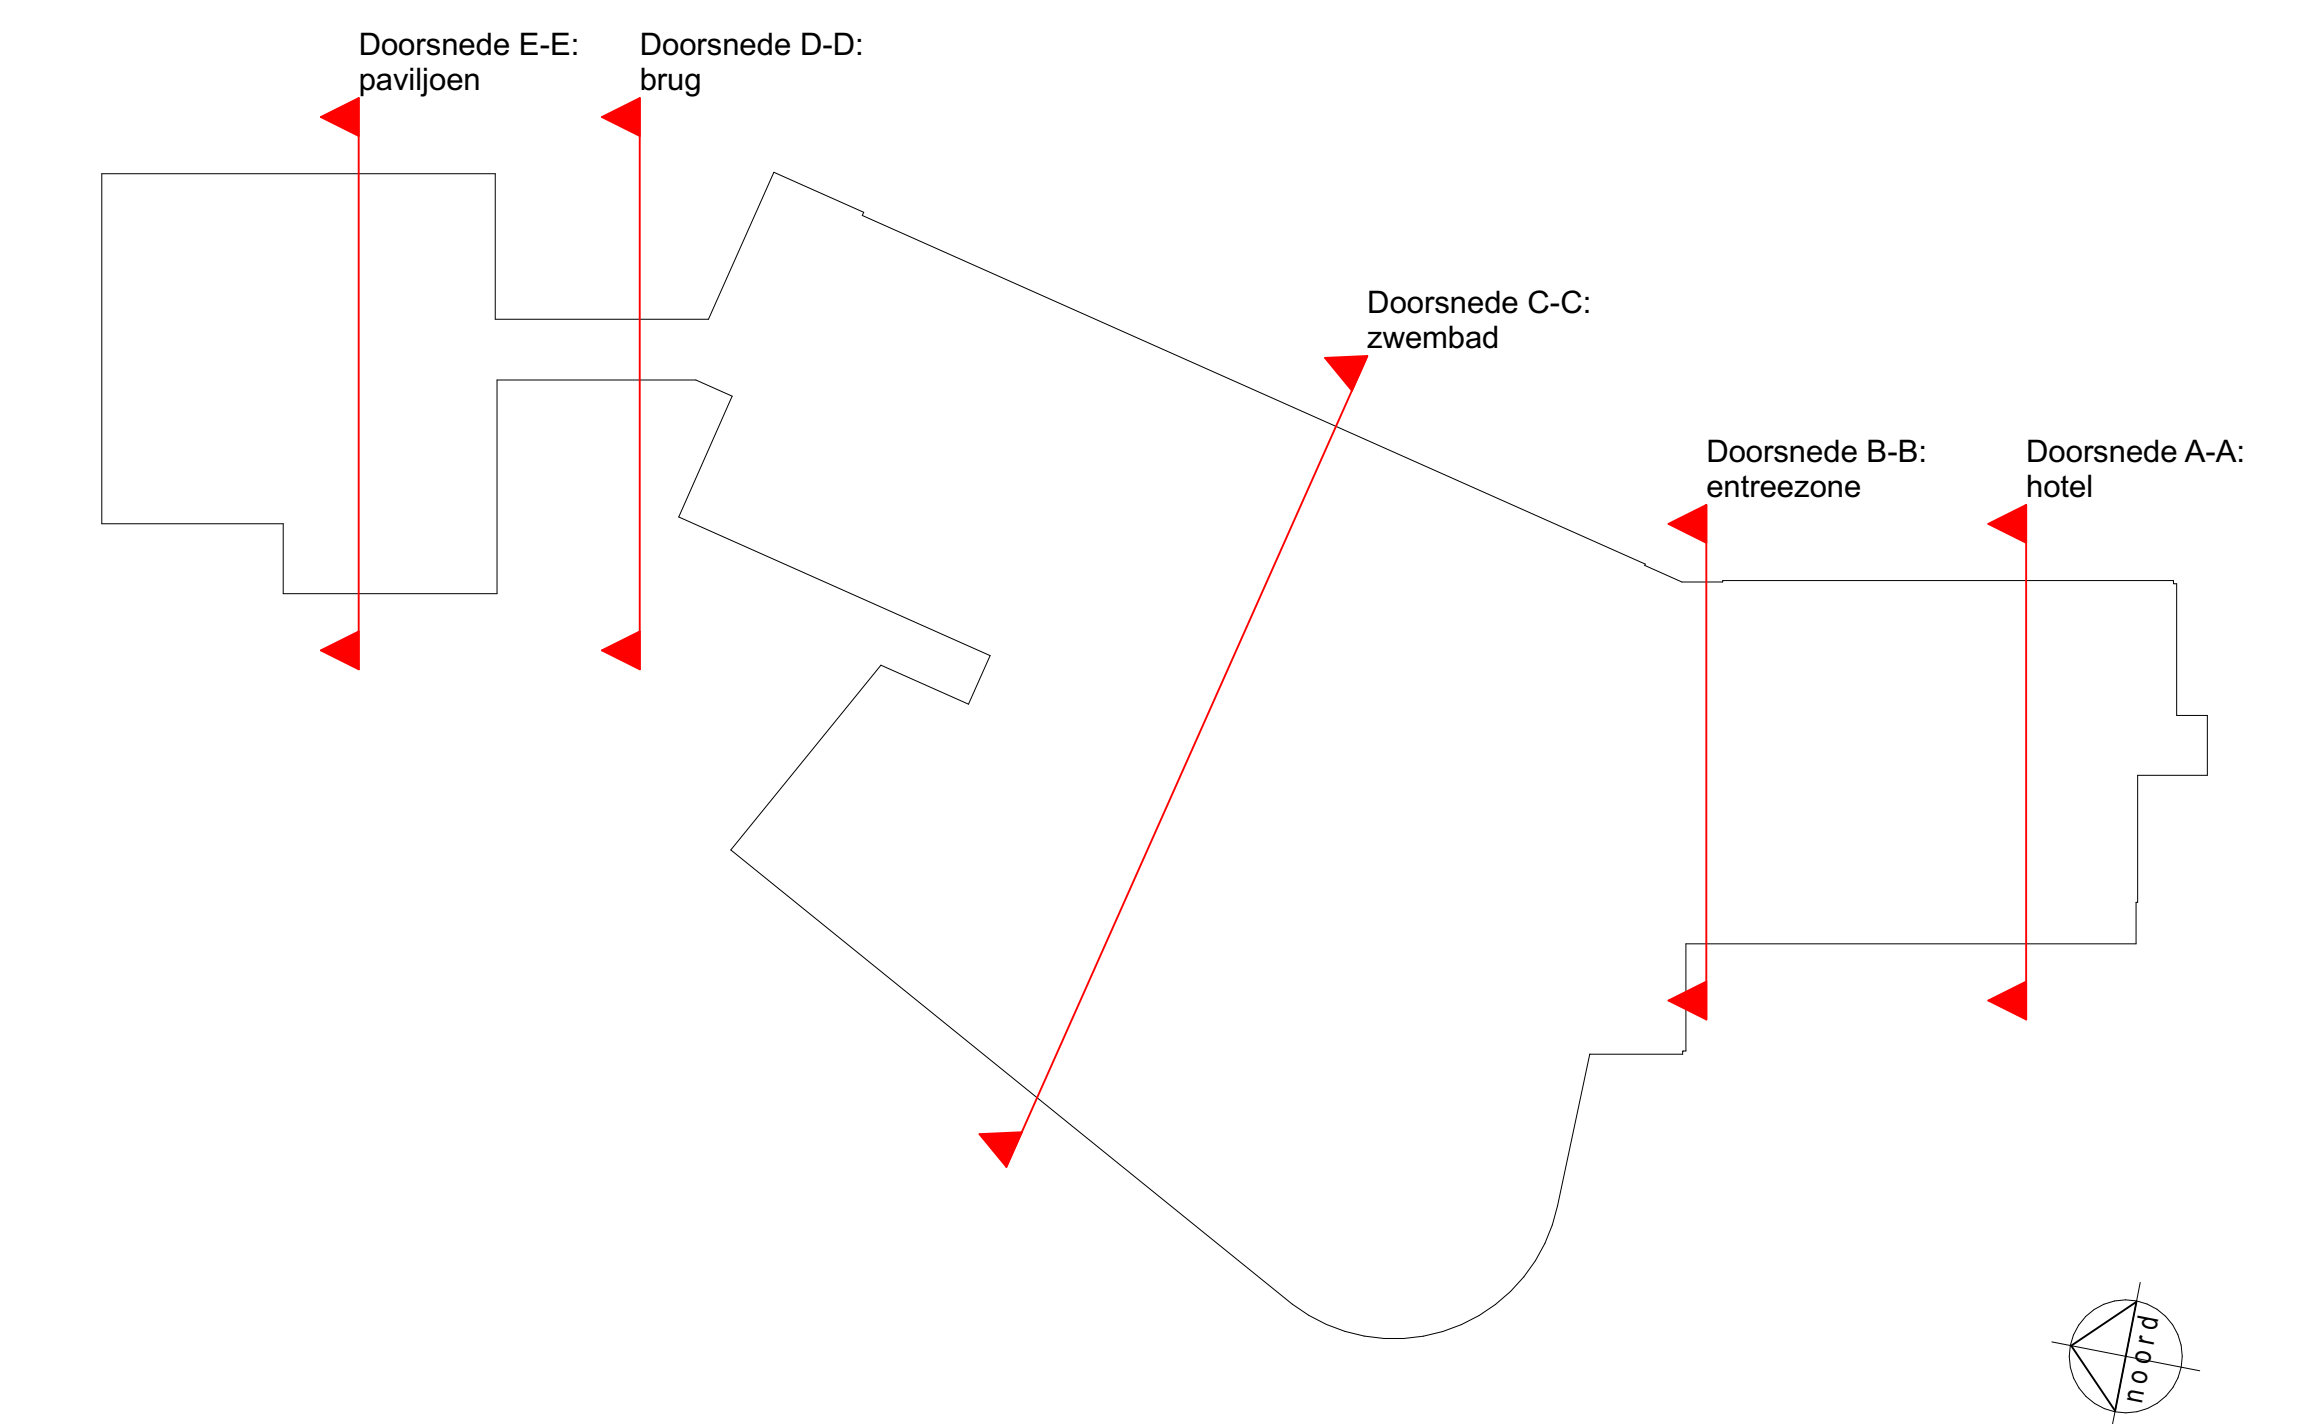 Doorsnede E-E:
paviljoen
Doorsnede D-D:
brug
Doorsnede C-C:
zwembad
Doorsnede B-B:
entreezone
Doorsnede A-A:
hotel
noord